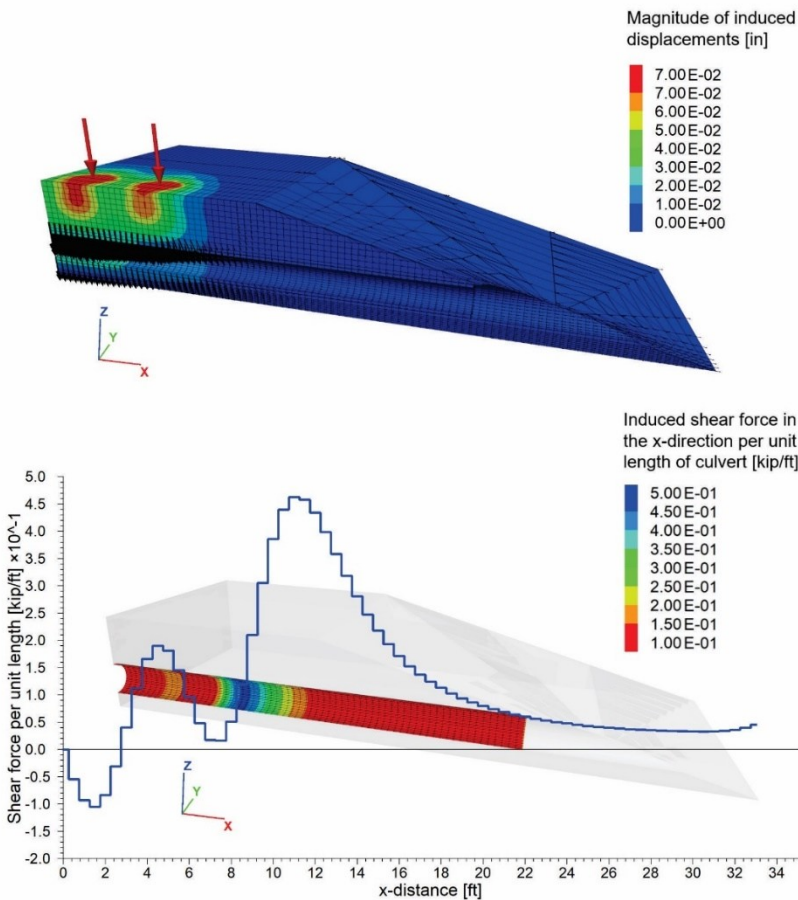 Magnitude of induced
displacements [in]
7.00E-02
7.00E-02
6.00E-02
5.00E-02
4.00E-02
3.00E-02
2.00E-02
1.00E-02
0.00E+00
Z
Y
X
Induced shear force in
the x-direction per unit
length of culvert [kip/ft]
5.00E-01
4.50E-01
4.00E-01
3.50E-01
3.00E-01
2.50E-01
2.00E-01
1.50E-01
1.00E-01
Shear force per unit length [kip/ft] ×10^-1
5.0
4.5
4.0
3.5
3.0
2.5
2.0
1.5
1.0
0.5
0.0
-0.5
-1.0
-1.5
-2.0
Z
Y
X
0 2 4 6 8 10 12 14 16 18 20 22 24 26 28 30 32 34
x-distance [ft]